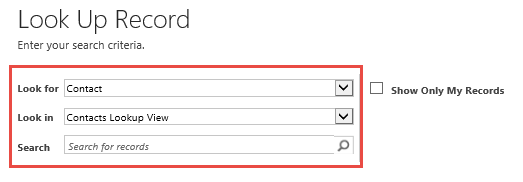 Look Up Record
Enter your search criteria.
Look for Contact
Show Only My Records
Look in Contacts Lookup View
Search Search for records